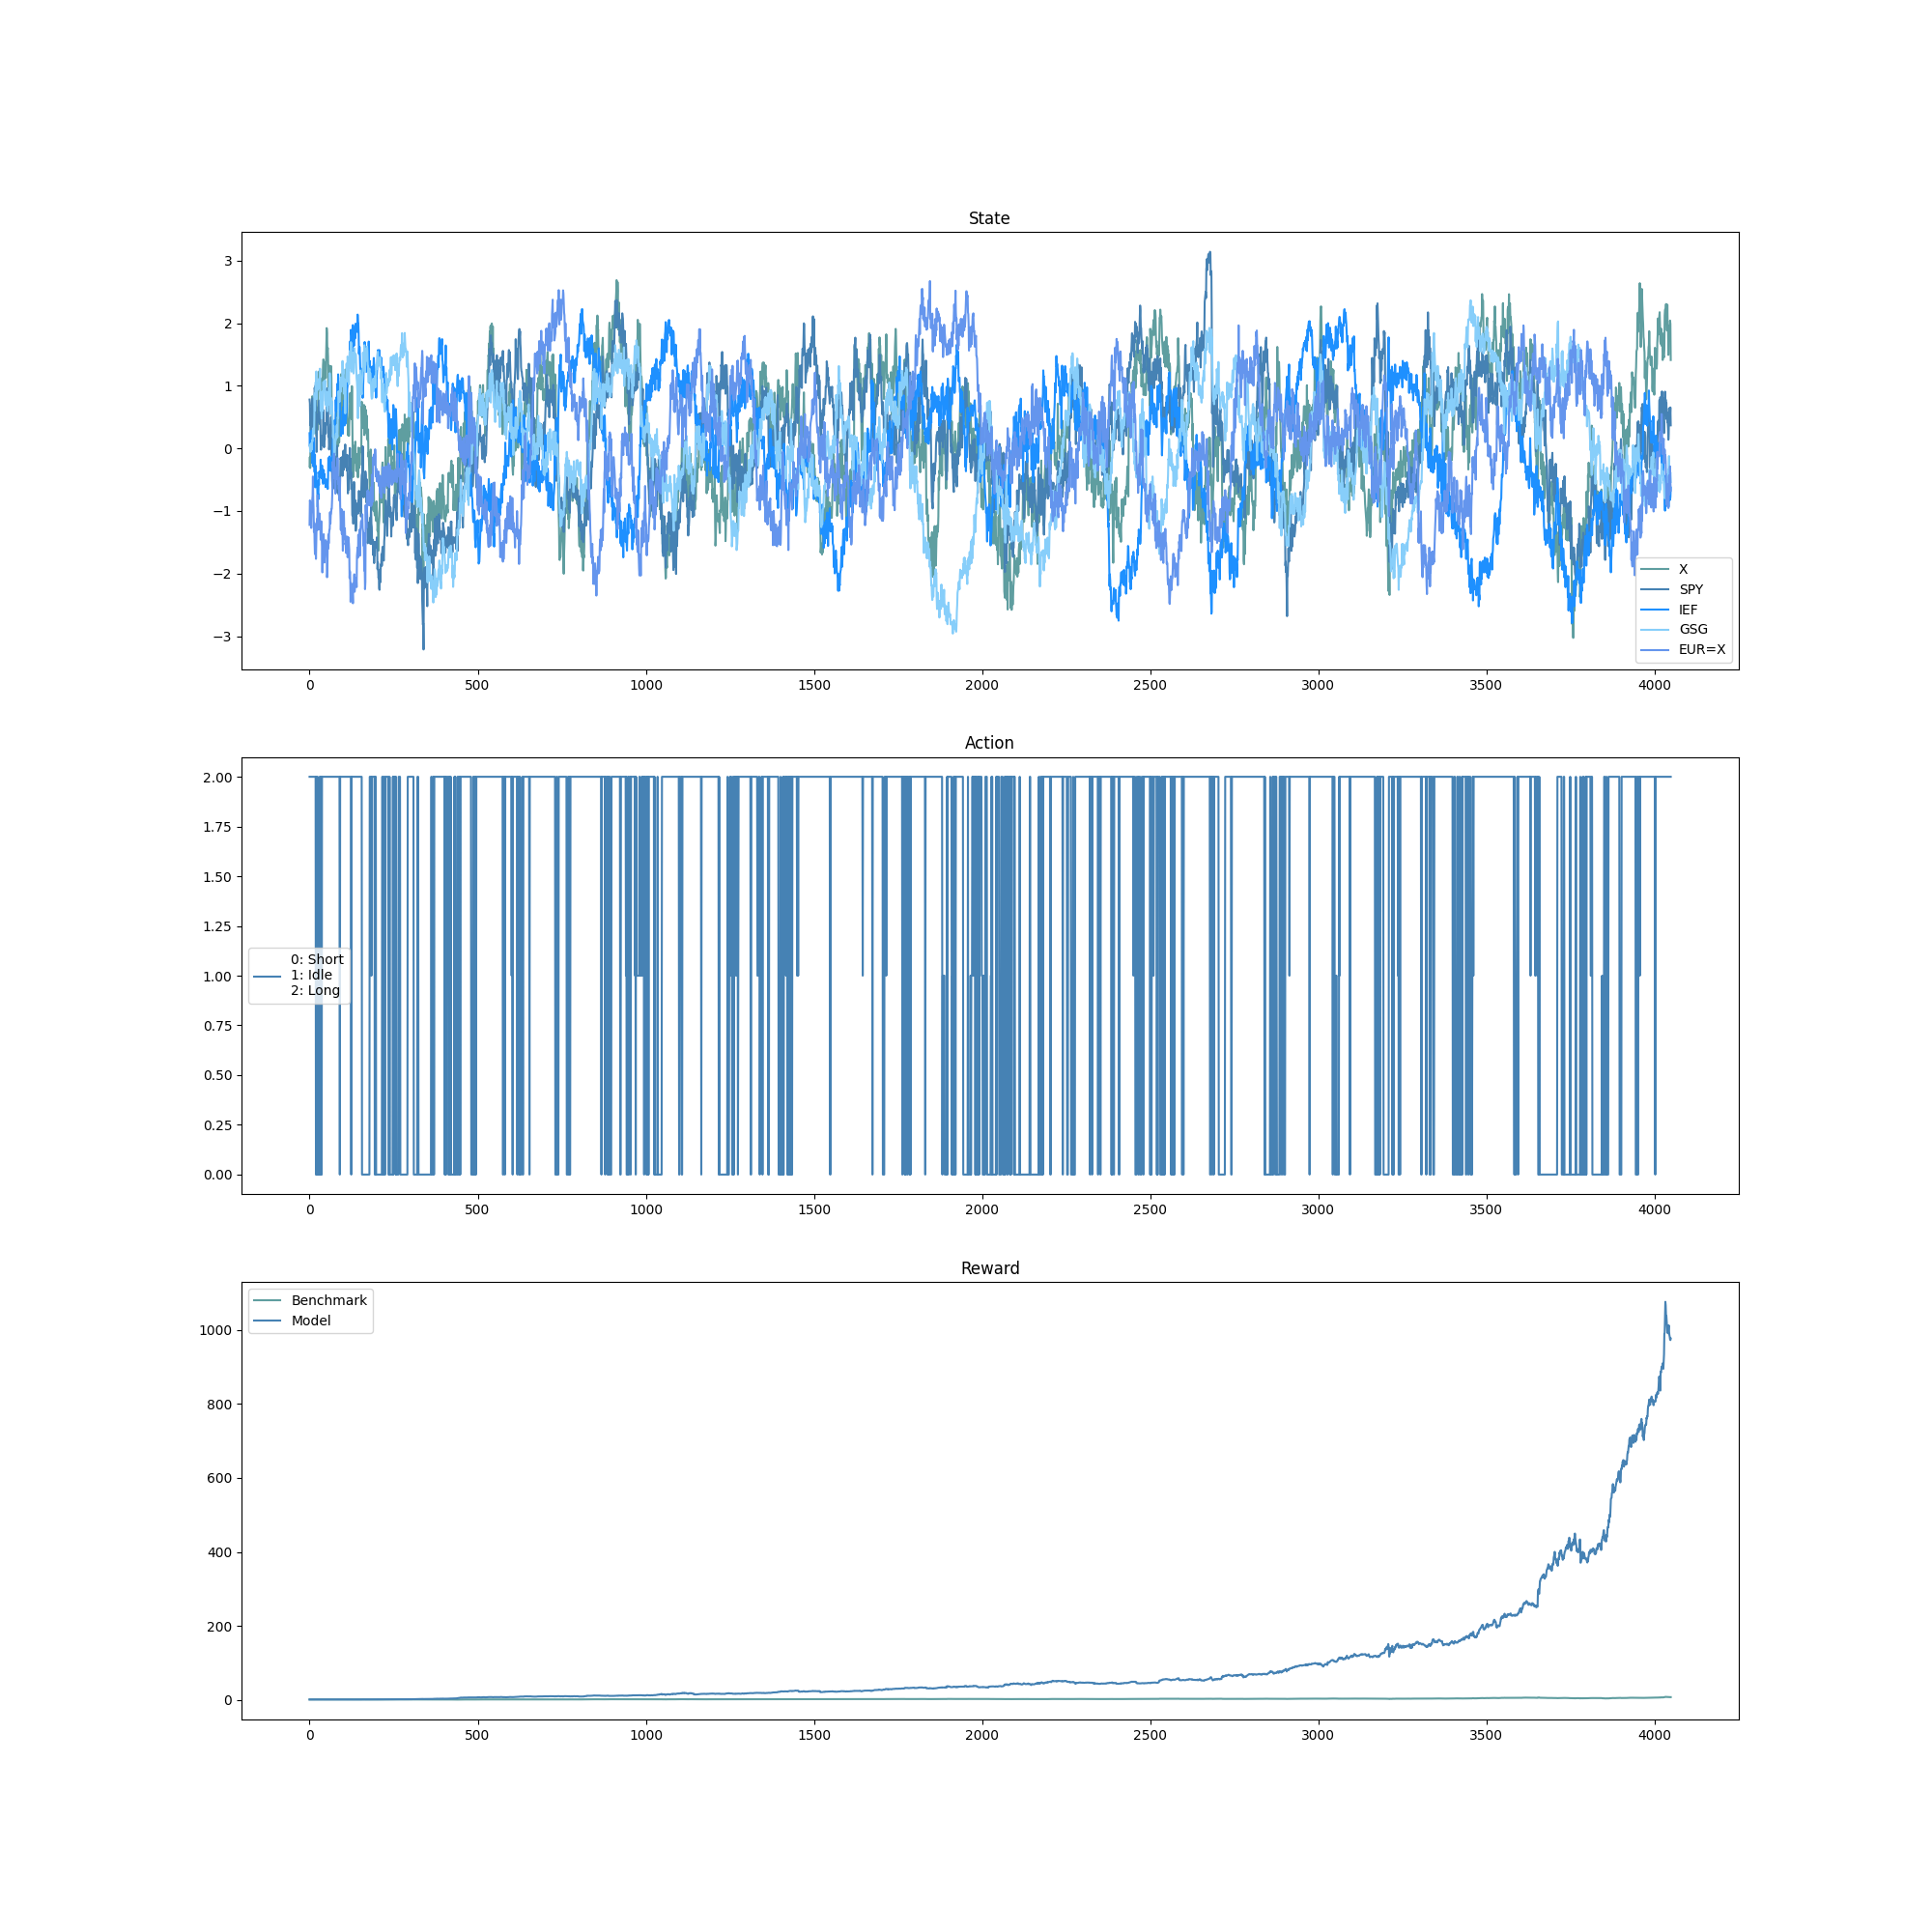 State
3
2
1
0
−1
−2
−3
X
SPY
IEF
GSG
EUR=X
0 500 1000 1500 2000 2500 3000 3500 4000
Action
2.00
1.75
1.50
1.25
1.00
0.75
0.50
0.25
0.00
0: Short
1: Idle
2: Long
0 500 1000 1500 2000 2500 3000 3500 4000
Reward
Benchmark
Model
1000
800
600
400
200
0
0 500 1000 1500 2000 2500 3000 3500 4000